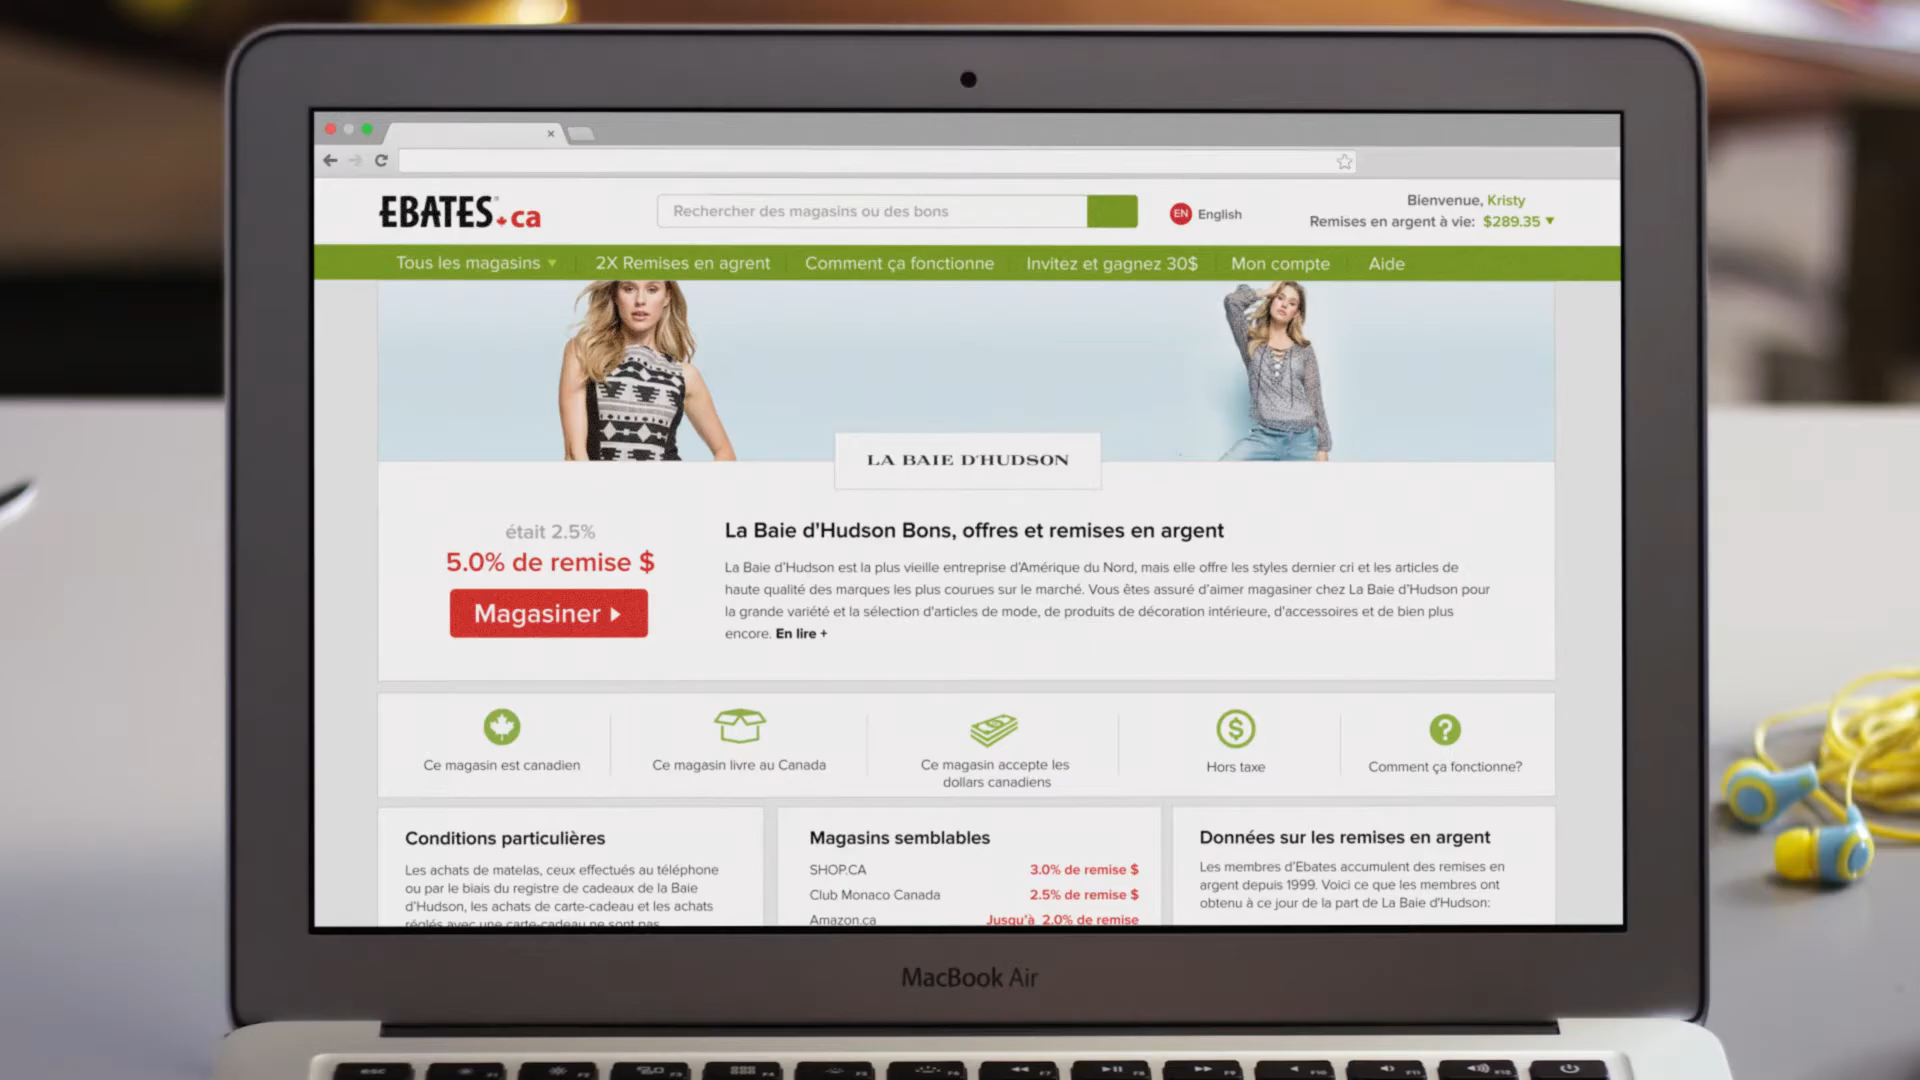 EBATES.ca
Rechercher des magasins ou des bons
EN English
Bienvenue, Kristy
Remises en argent à vie: $289.35
Tous les magasins
2X Remises en agrent
Comment ça fonctionne
Invitez et gagnez 30$
Mon compte
Aide
LA BAIE D'HUDSON
était 2.5%
5.0% de remise $
Magasiner
La Baie d'Hudson Bons, offres et remises en argent
La Baie d'Hudson est la plus vieille entreprise d'Amérique du Nord, mais elle offre les styles dernier cri et les articles de
haute qualité des marques les plus courues sur le marché. Vous êtes assuré d'aimer magasiner chez La Baie d'Hudson pour
la grande variété et la sélection d'articles de mode, de produits de décoration intérieure, d'accessoires et de bien plus
encore. En lire +
Ce magasin est canadien
Ce magasin livre au Canada
Ce magasin accepte les
dollars canadiens
Hors taxe
Comment ça fonctionne?
Conditions particulières
Les achats de matelas, ceux effectués au téléphone
ou par le biais du registre de cadeaux de la Baie
d'Hudson, les achats de carte-cadeau et les achats
réglés avec une carte-cadeau ne sont pas
Magasins semblables
SHOP.CA 3.0% de remise $
Club Monaco Canada 2.5% de remise $
Amazon.ca Jusqu'à 2.0% de remise
Données sur les remises en argent
Les membres d'Ebates accumulent des remises en
argent depuis 1999. Voici ce que les membres ont
obtenu à ce jour de la part de La Baie d'Hudson:
MacBook Air
esc